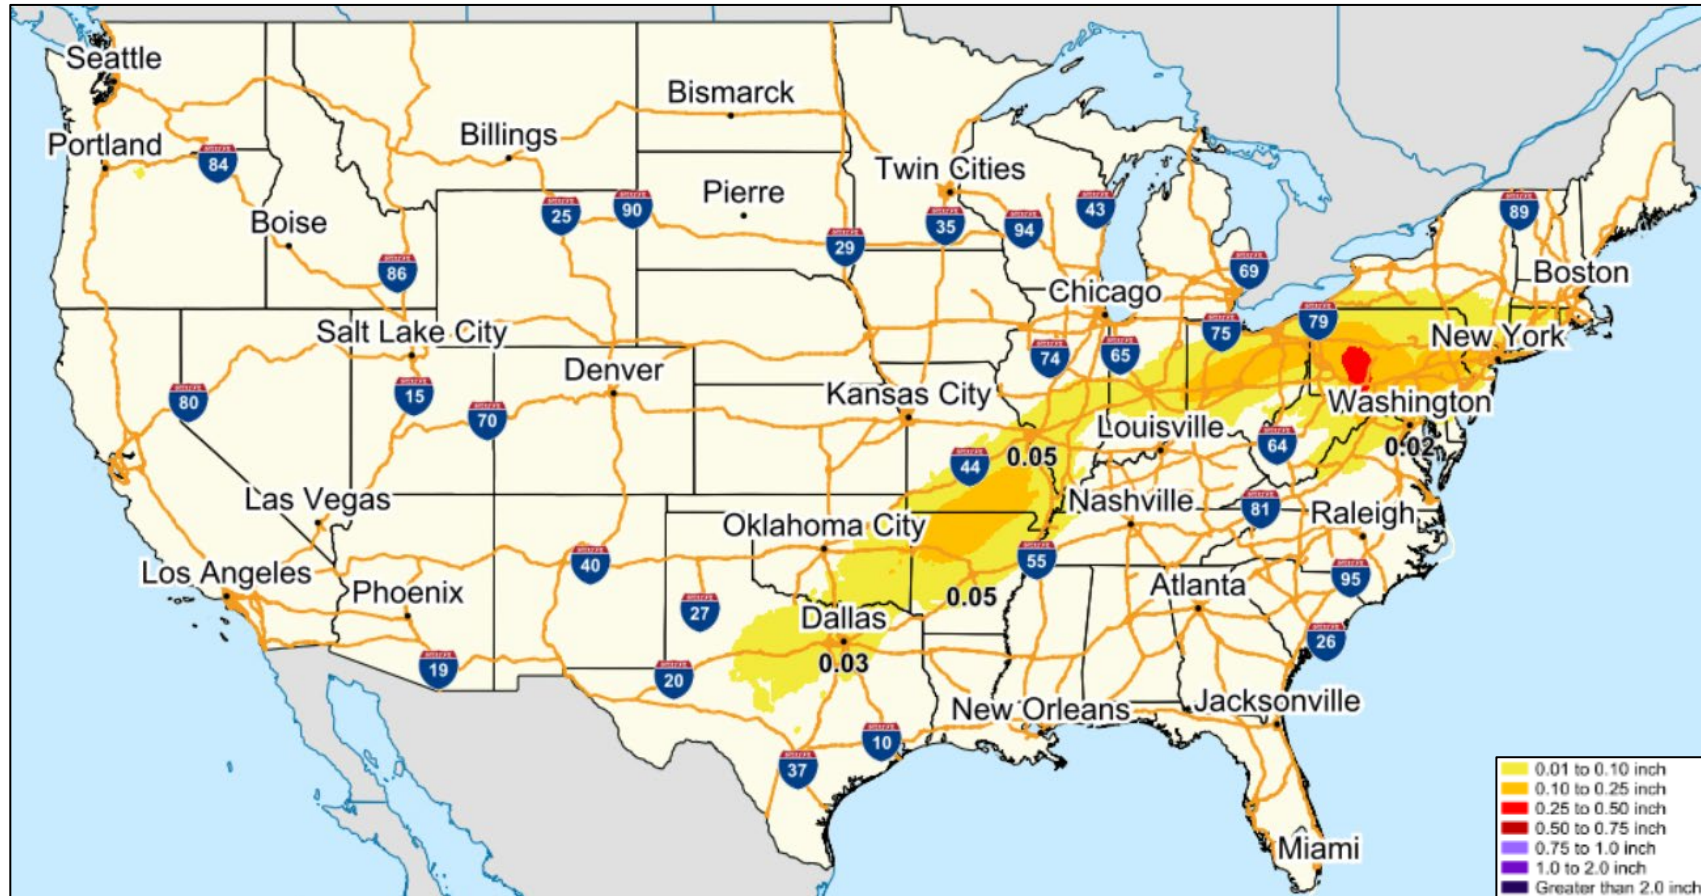 Seattle
Bismarck
Billings
Portland
84
Twin Cities
Pierre
25
90
35
94
43
89
Boise
29
86
69
Boston
Chicago
Salt Lake City
79
75
New York
74
65
Denver
Kansas City
80
15
70
Washington
Louisville
64
0.02
44
0.05
Las Vegas
Nashville
81
Raleigh
Oklahoma City
40
55
Los Angeles
Phoenix
Atlanta
95
0.05
27
Dallas
26
0.03
19
20
New Orleans
Jacksonville
10
37
Miami
0.01 to 0.10 inch
0.10 to 0.25 inch
0.25 to 0.50 inch
0.50 to 0.75 inch
0.75 to 1.0 inch
1.0 to 2.0 inch
Greater than 2.0 inch